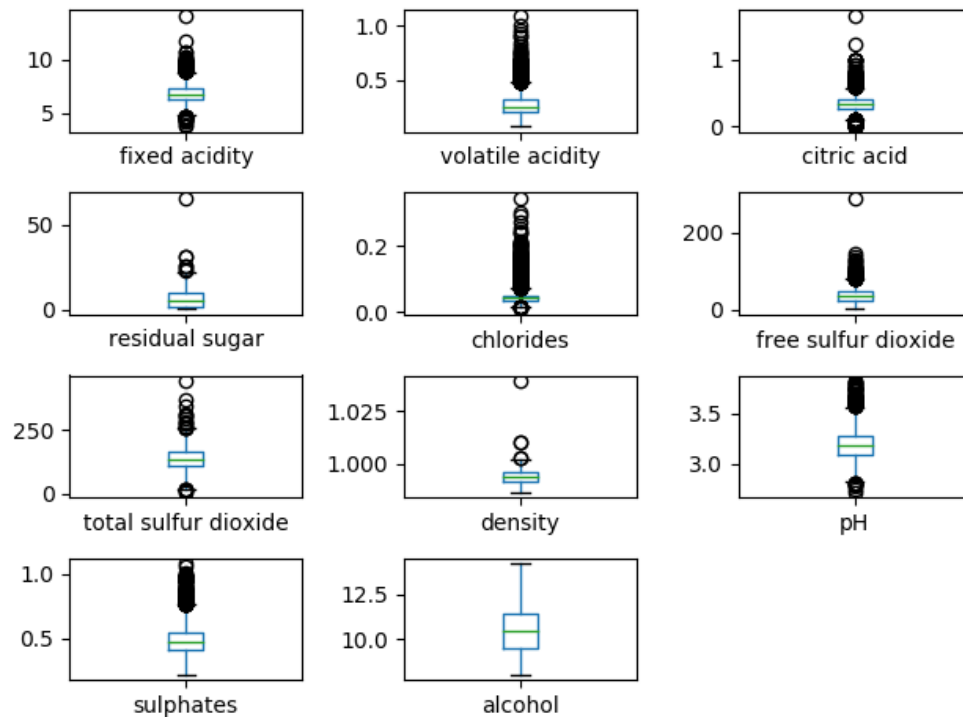 10
5
fixed acidity
1.0
0.5
volatile acidity
1
0
citric acid
50
0
residual sugar
0.2
0.0
chlorides
200
0
free sulfur dioxide
250
0
total sulfur dioxide
1.025
1.000
density
3.5
3.0
pH
1.0
0.5
sulphates
12.5
10.0
alcohol